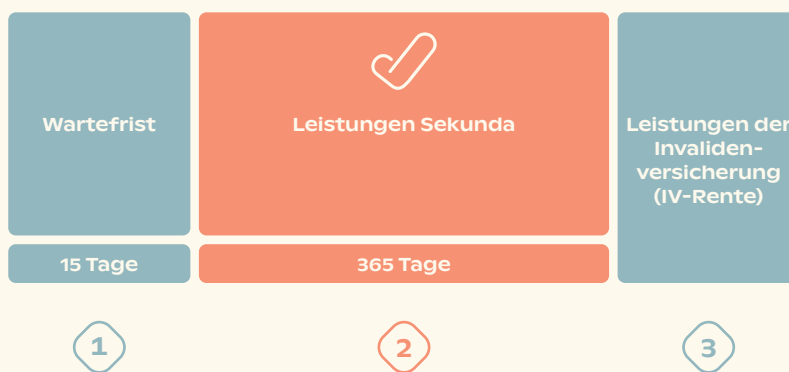 Wartefrist
Leistungen Sekunda
Leistungen der
Invaliden-
versicherung
(IV-Rente)
15 Tage
365 Tage
1
2
3